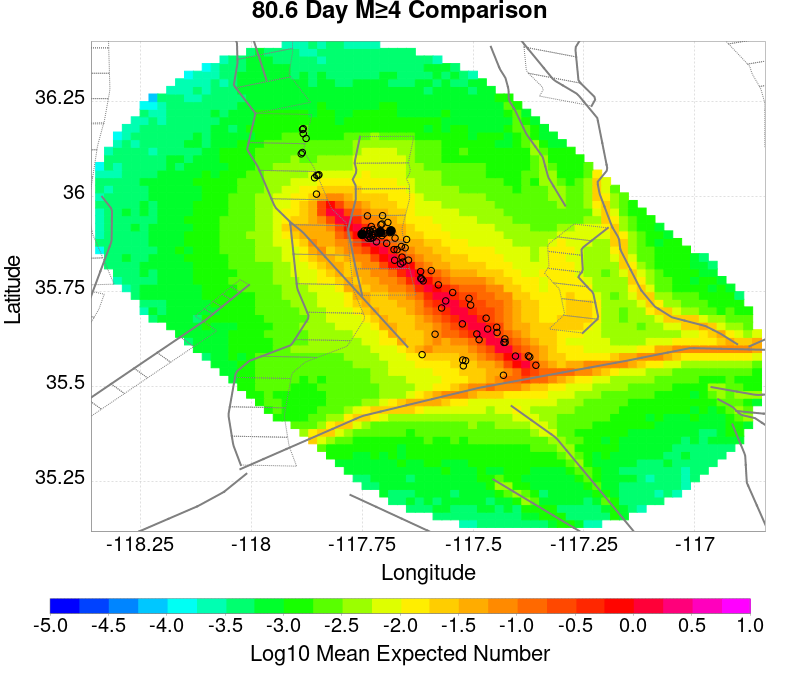 80.6 Day M≥4 Comparison
36.25
36
35.75
35.5
35.25
Latitude
-118.25 -118 -117.75 -117.5 -117.25 -117
Longitude
-5.0 -4.5 -4.0 -3.5 -3.0 -2.5 -2.0 -1.5 -1.0 -0.5 0.0 0.5 1.0
Log10 Mean Expected Number